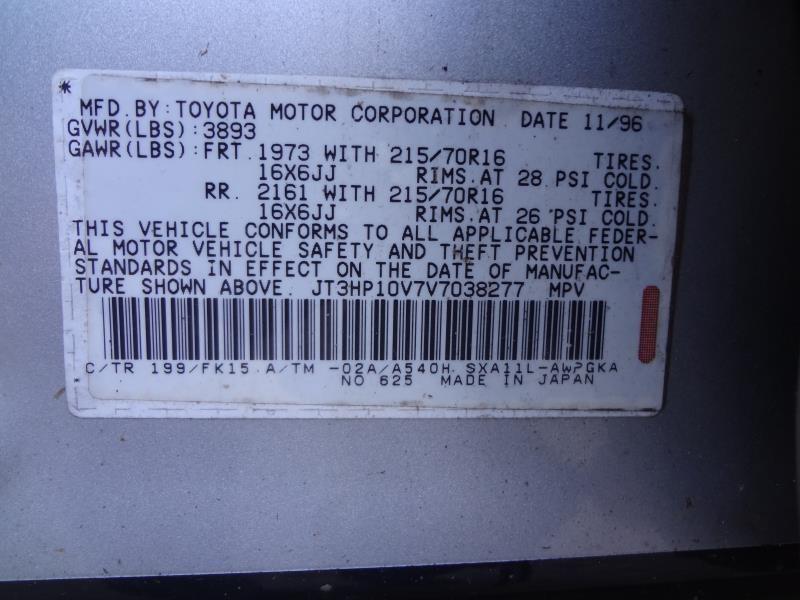 MFD.BY:TOYOTA MOTOR CORPORATION DATE 11/96
GVWR(LBS):3893
GAWR(LBS):FRT. 1973 WITH 215/70R16 TIRES.
16X6JJ RIMS.AT 28 PSI COLD.
RR. 2161 WITH 215/70R16 TIRES.
16X6JJ RIMS.AT 26 PSI COLD.
THIS VEHICLE CONFORMS TO ALL APPLICABLE FEDER-
AL MOTOR VEHICLE SAFETY AND THEFT PREVENTION
STANDARDS IN EFFECT ON THE DATE OF MANUFAC-
TURE SHOWN ABOVE. JT3HP10V7V7038277 MPV
C/TR 199/FK15 A/TM -02A/A540H SXA11L-AWPGKA
NO 625 MADE IN JAPAN